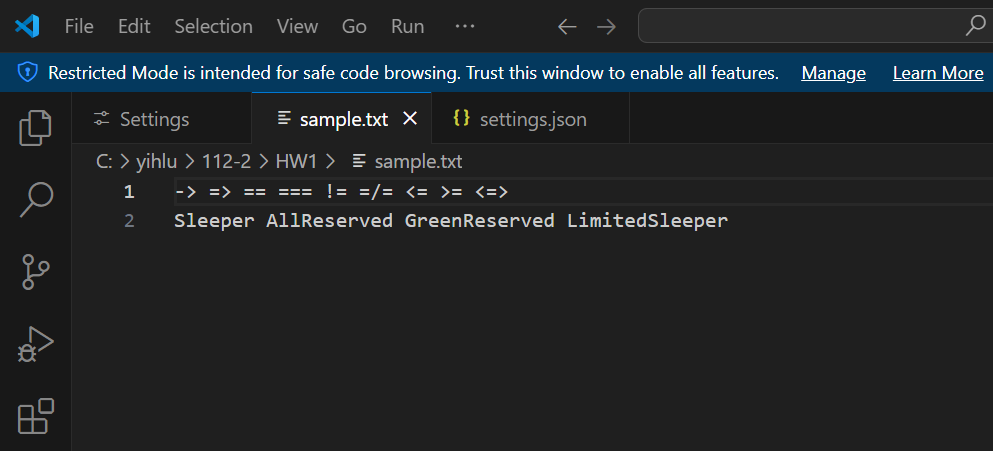 File Edit Selection View Go Run ...
Restricted Mode is intended for safe code browsing. Trust this window to enable all features. Manage Learn More
Settings sample.txt {} settings.json
C: > yihlu > 112-2 > HW1 > sample.txt
1 -> => == === != =/= <= >= <=>
2 Sleeper AllReserved GreenReserved LimitedSleeper